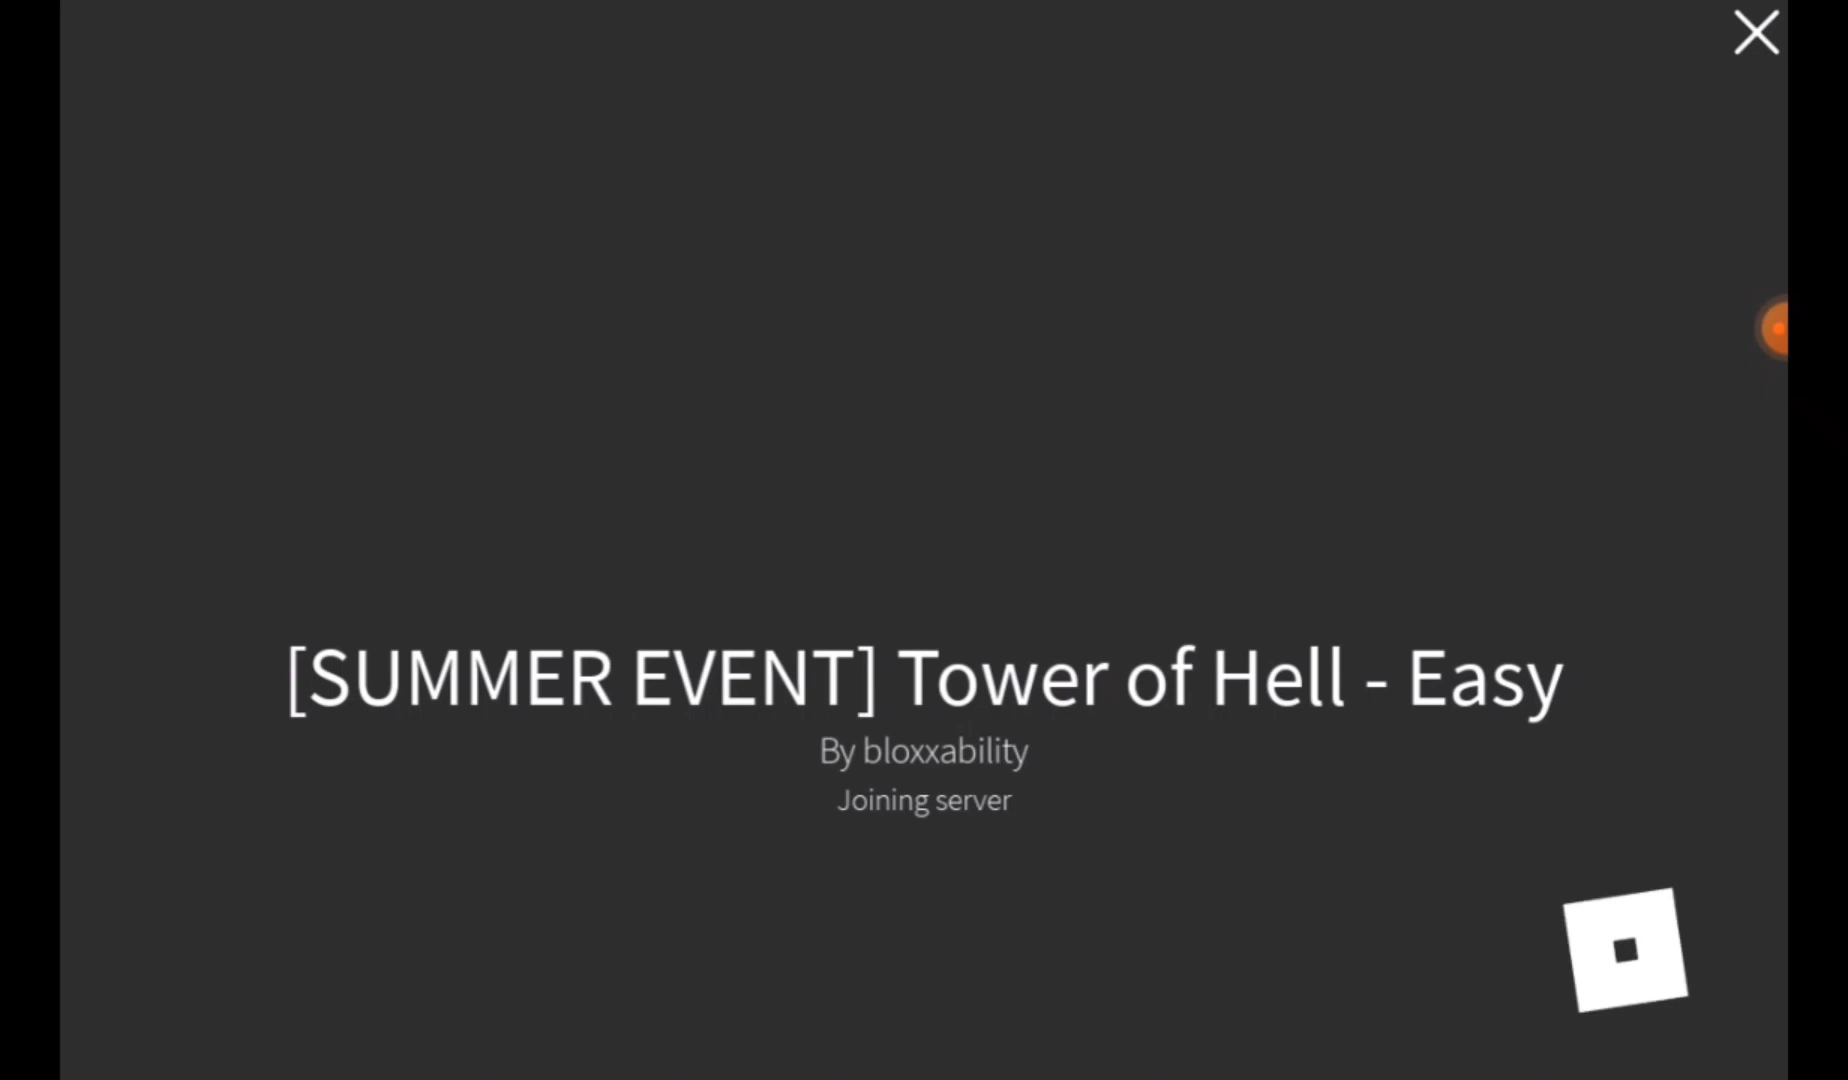 [SUMMER EVENT] Tower of Hell - Easy
By bloxxability
Joining server